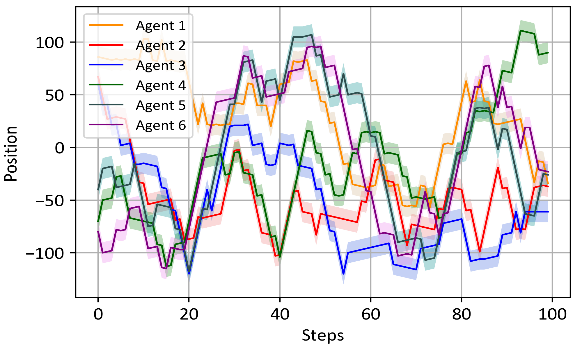 Agent 1
Agent 2
Agent 3
Agent 4
Agent 5
Agent 6
100
50
0
−50
−100
Position
0 20 40 60 80 100
Steps